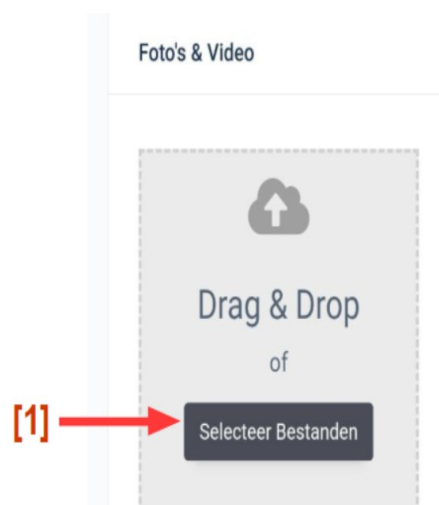 Foto's & Video
Drag & Drop
of
[1]
Selecteer Bestanden